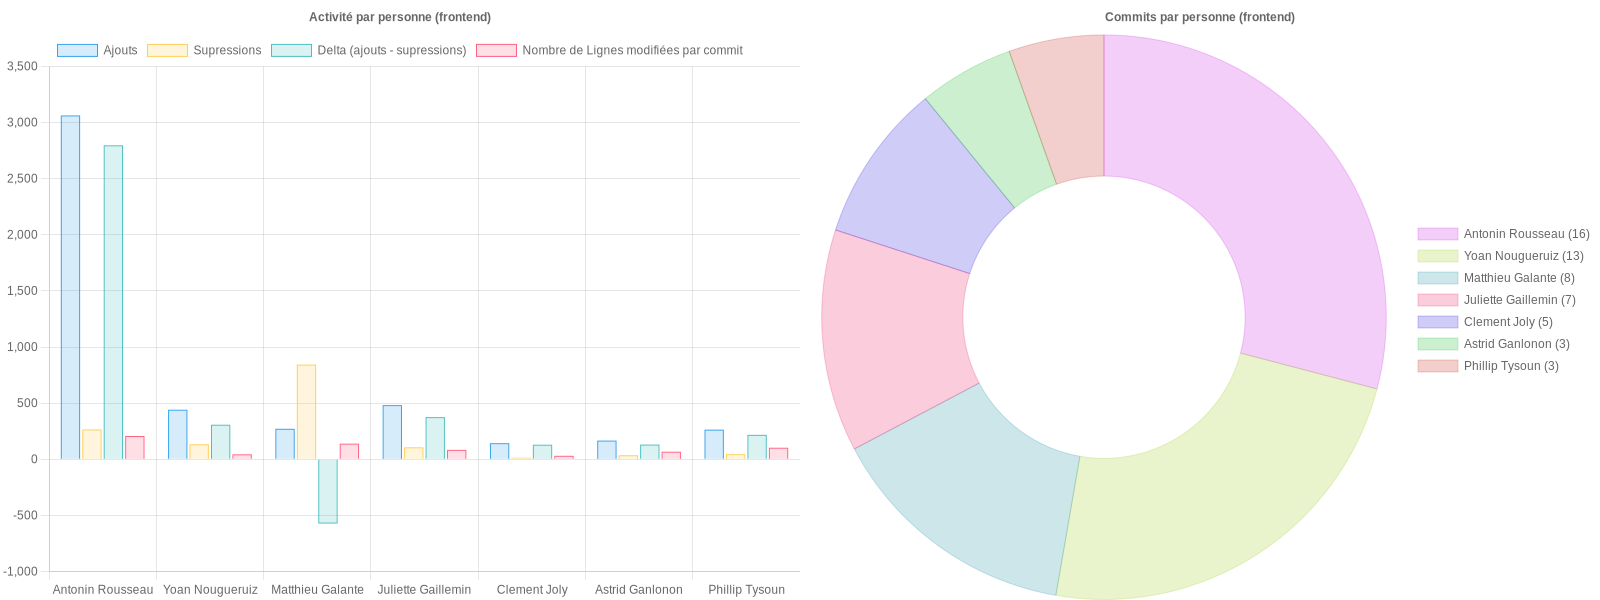 Activité par personne (frontend)
Ajouts
Supressions
Delta (ajouts - supressions)
Nombre de Lignes modifiées par commit
3,500
3,000
2,500
2,000
1,500
1,000
500
0
-500
-1,000
Antonin Rousseau
Yoan Nougueruiz
Matthieu Galante
Juliette Gaillemin
Clement Joly
Astrid Ganlonon
Phillip Tysoun
Commits par personne (frontend)
Antonin Rousseau (16)
Yoan Nougueruiz (13)
Matthieu Galante (8)
Juliette Gaillemin (7)
Clement Joly (5)
Astrid Ganlonon (3)
Phillip Tysoun (3)